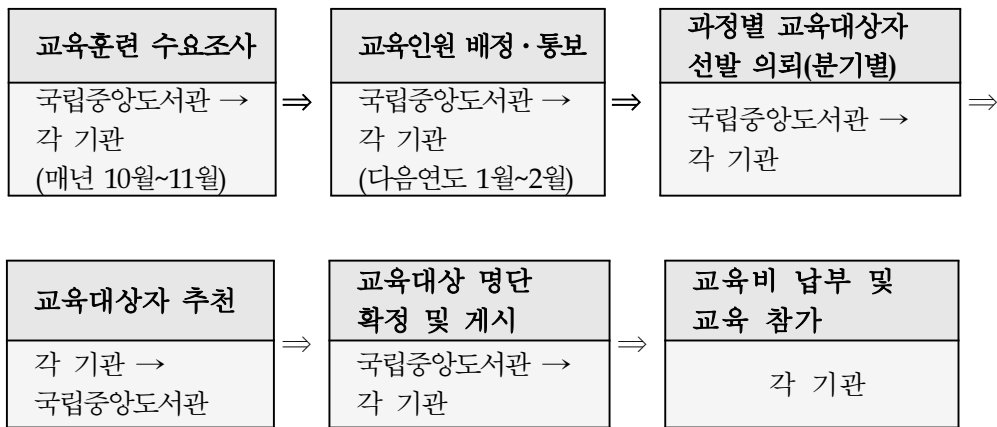 교육훈련 수요조사
국립중앙도서관 →
각 기관
(매년 10월~11월)
⇒
교육인원 배정·통보
국립중앙도서관 →
각 기관
(다음연도 1월~2월)
⇒
과정별 교육대상자
선발 의뢰(분기별)
국립중앙도서관 →
각 기관
⇒
교육대상자 추천
각 기관 →
국립중앙도서관
⇒
교육대상 명단
확정 및 게시
국립중앙도서관 →
각 기관
⇒
교육비 납부 및
교육 참가
각 기관